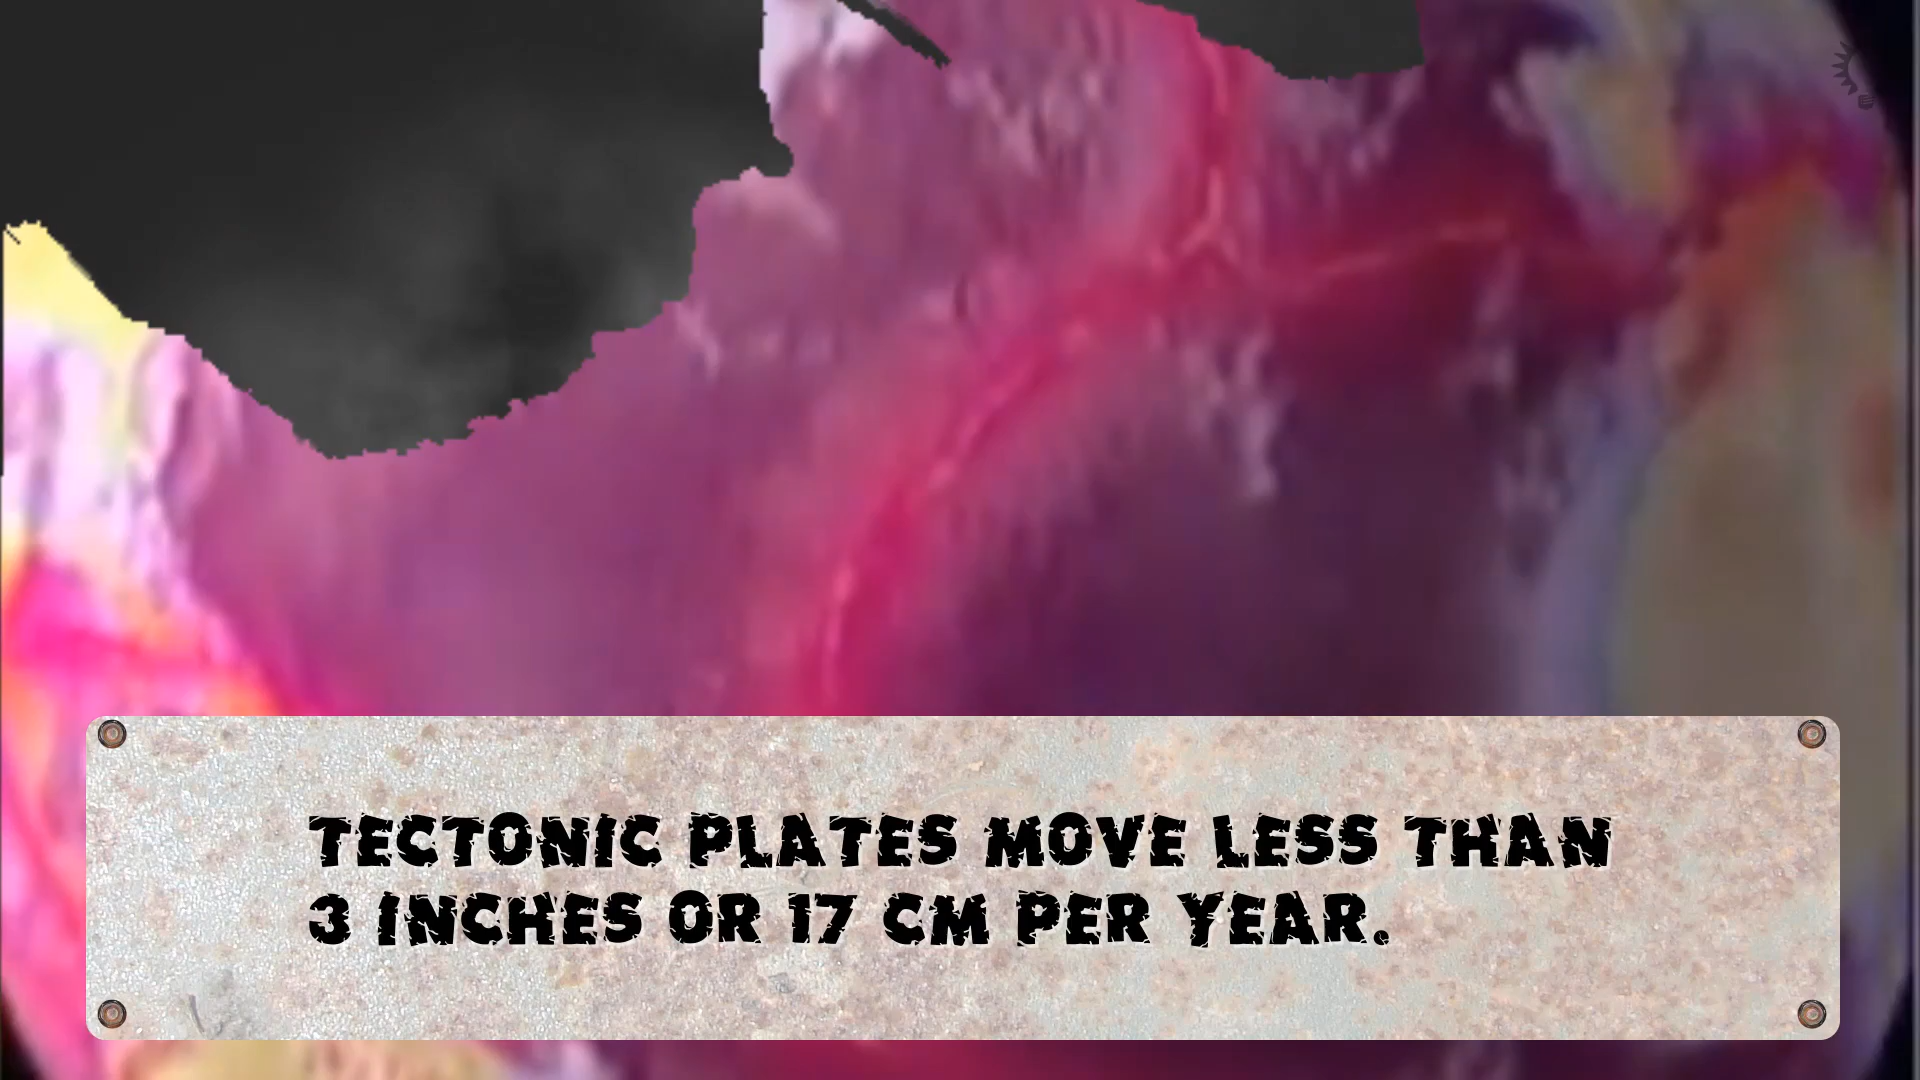 TECTONIC PLATES MOVE LESS THAN
3 INCHES OR 17 CM PER YEAR.